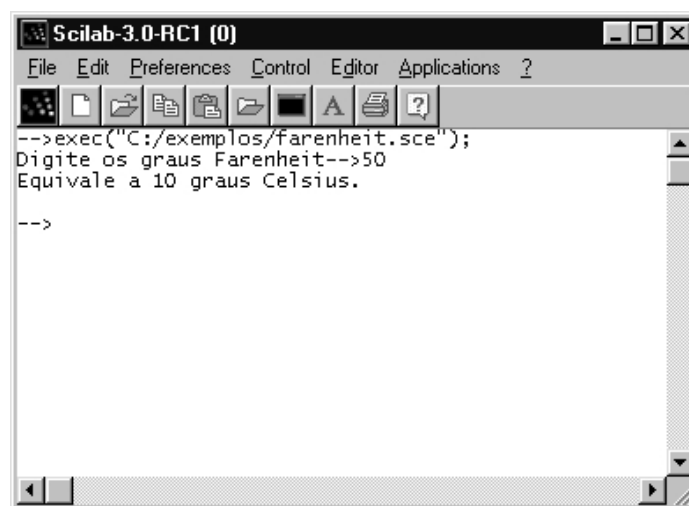 Scilab-3.0-RC1 (0)
File Edit Preferences Control Editor Applications ?
A ?
-->exec("C:/exemplos/farenheit.sce");
Digite os graus Farenheit-->50
Equivale a 10 graus Celsius.
-->